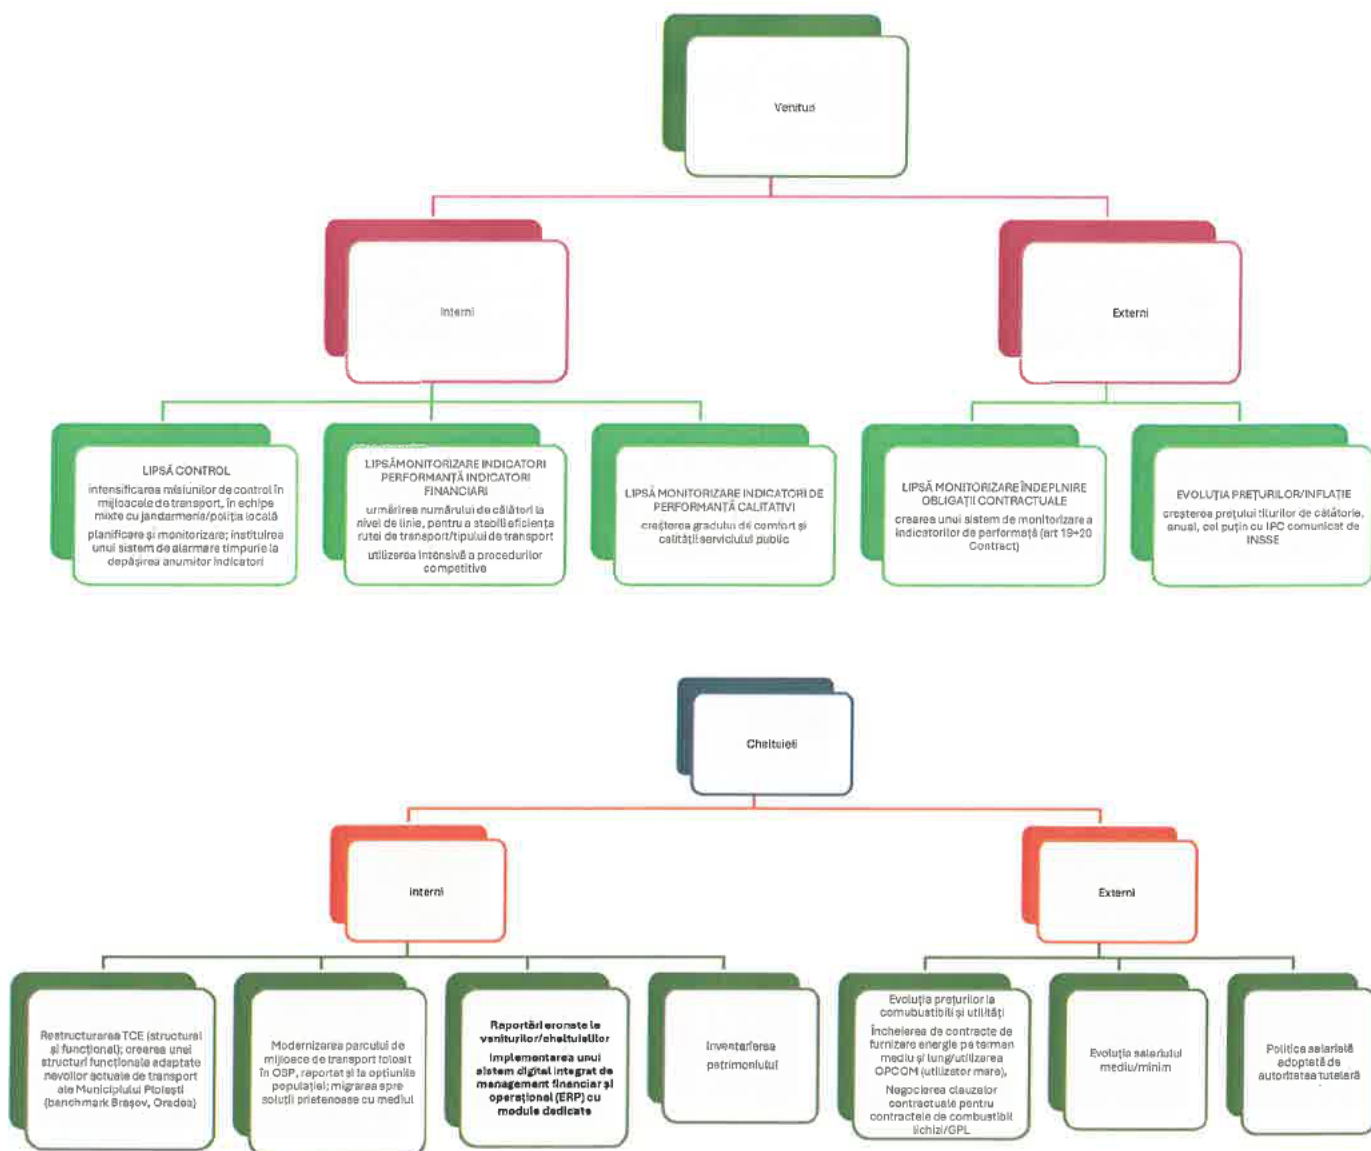 Venituri
Interni
Externi
LIPSĂ CONTROL
intensificarea misiunilor de control în
mijloacele de transport, în echipe
mixte cu jandarmeria/poliția locală
planificare și monitorizare; instituirea
unui sistem de alarmare timpurie la
depășirea anumitor indicatori
LIPSĂMONITORIZARE INDICATORI
PERFORMANȚĂ INDICATORI
FINANCIARI
urmărirea numărului de călători la
nivel de linie, pentru a stabili eficiența
rutei de transport/tipului de transport
utilizarea intensivă a procedurilor
competitive
LIPSĂ MONITORIZARE INDICATORI DE
PERFORMANȚĂ CALITATIVI
creșterea gradului de comfort și
calității serviciului public
LIPSĂ MONITORIZARE ÎNDEPLNIRE
OBLIGAȚII CONTRACTUALE
crearea unui sistem de monitorizare a
indicatorilor de performață (art 19+20
Contract)
EVOLUȚIA PREȚURILOR/INFLAȚIE
creșterea prețului tilurilor de călătorie,
anual, cel puțin cu IPC comunicat de
INSSE
Cheltuieli
Interni
Externi
Restructurarea TCE (structural
și funcțional); crearea unei
structuri funcționale adaptate
nevoilor actuale de transport
ale Municiplului Ploiești
(benchmark Brașov, Oradea)
Modernizarea parcului de
mijloace de transport folosit
în OSP, raportat și la opțiunile
populației; migrarea spre
soluții prietenoase cu mediul
Raportări eronate le
veniturilor/cheltuielilor
Implementarea unui
sistem digital integrat de
management financiar și
operațional (ERP) cu
module dedicate
Inventarierea
patrimoniului
Evoluția prețurilor la
comubustibili și utilități
Încheierea de contracte de
furnizare energie pe termen
mediu și lung/utilizarea
OPCOM (utilizator mare),
Negocierea clauzelor
contractuale pentru
contractele de combustibil
lichizi/GPL
Evoluția salariului
mediu/minim
Politica salarială
adoptată de
autoritatea tutelară